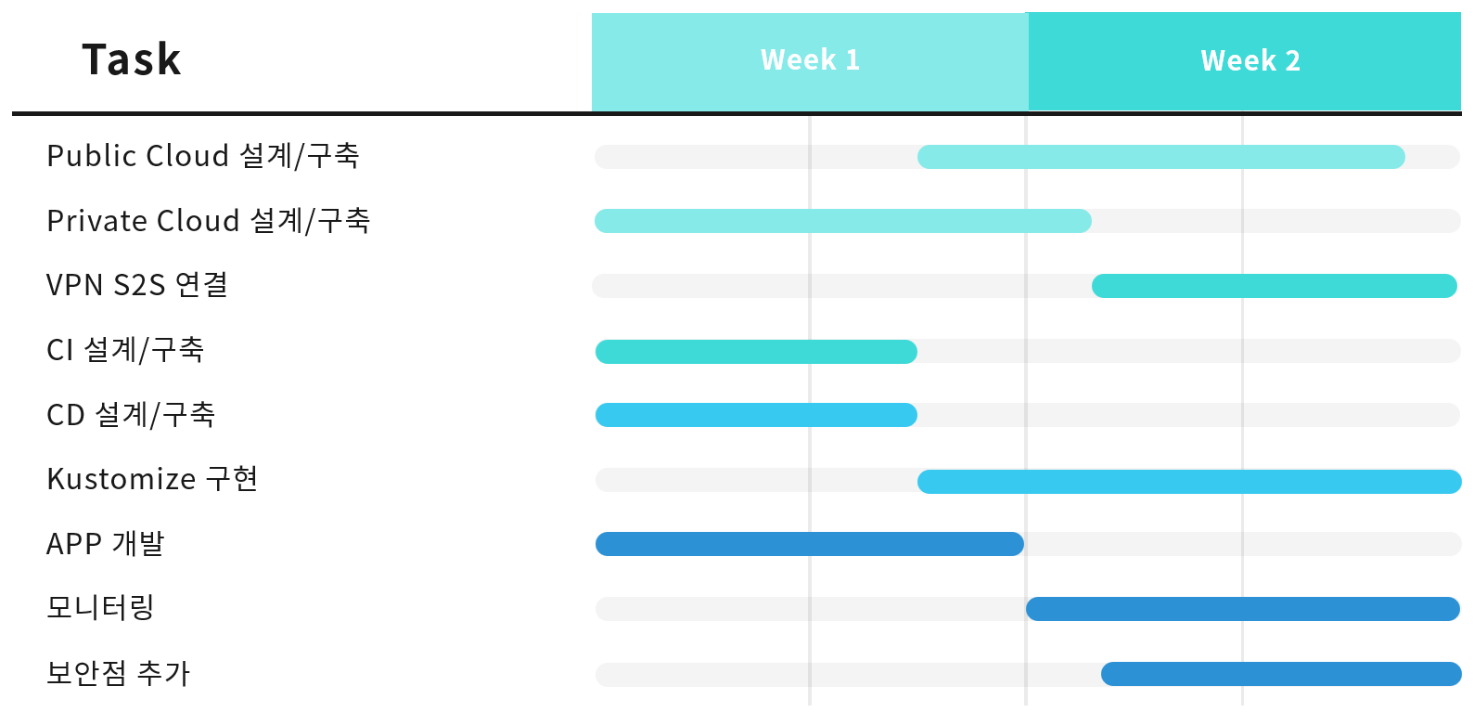 Task
Week 1
Week 2
Public Cloud 설계/구축
Private Cloud 설계/구축
VPN S2S 연결
CI 설계/구축
CD 설계/구축
Kustomize 구현
APP 개발
모니터링
보안점 추가